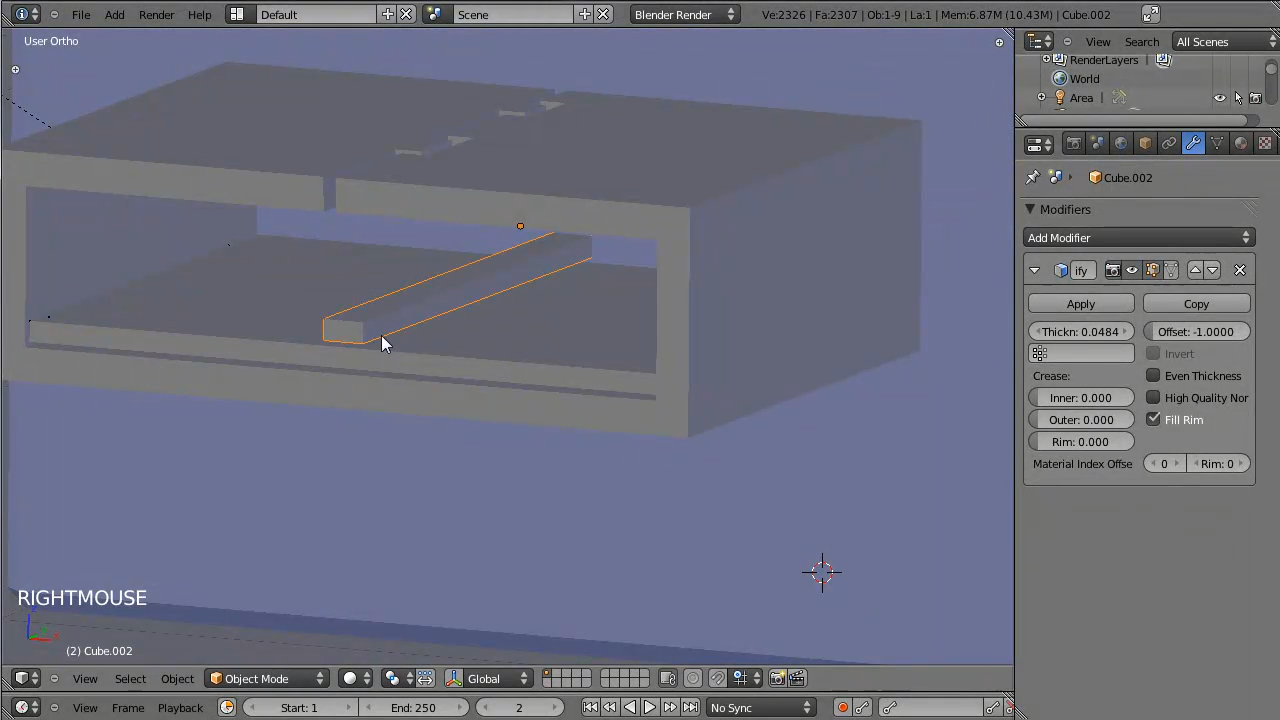 File Add Render Help Default Scene Blender Render Ve:2326 | Fa:2307 | Ob:1-9 | La:1 | Mem:6.87M (10.43M) | Cube.002
User Ortho
View Search All Scenes
RenderLayers
World
Area
Cube.002
Modifiers
Add Modifier
ify
Apply Copy
Thickn: 0.0484 Offset: -1.0000
Invert
Crease: Even Thickness
Inner: 0.000 High Quality Nor
Outer: 0.000 Fill Rim
Rim: 0.000
Material Index Offse 0 Rim: 0
RIGHTMOUSE
(2) Cube.002
View Select Object Object Mode Global
View Frame Playback Start: 1 End: 250 2 No Sync